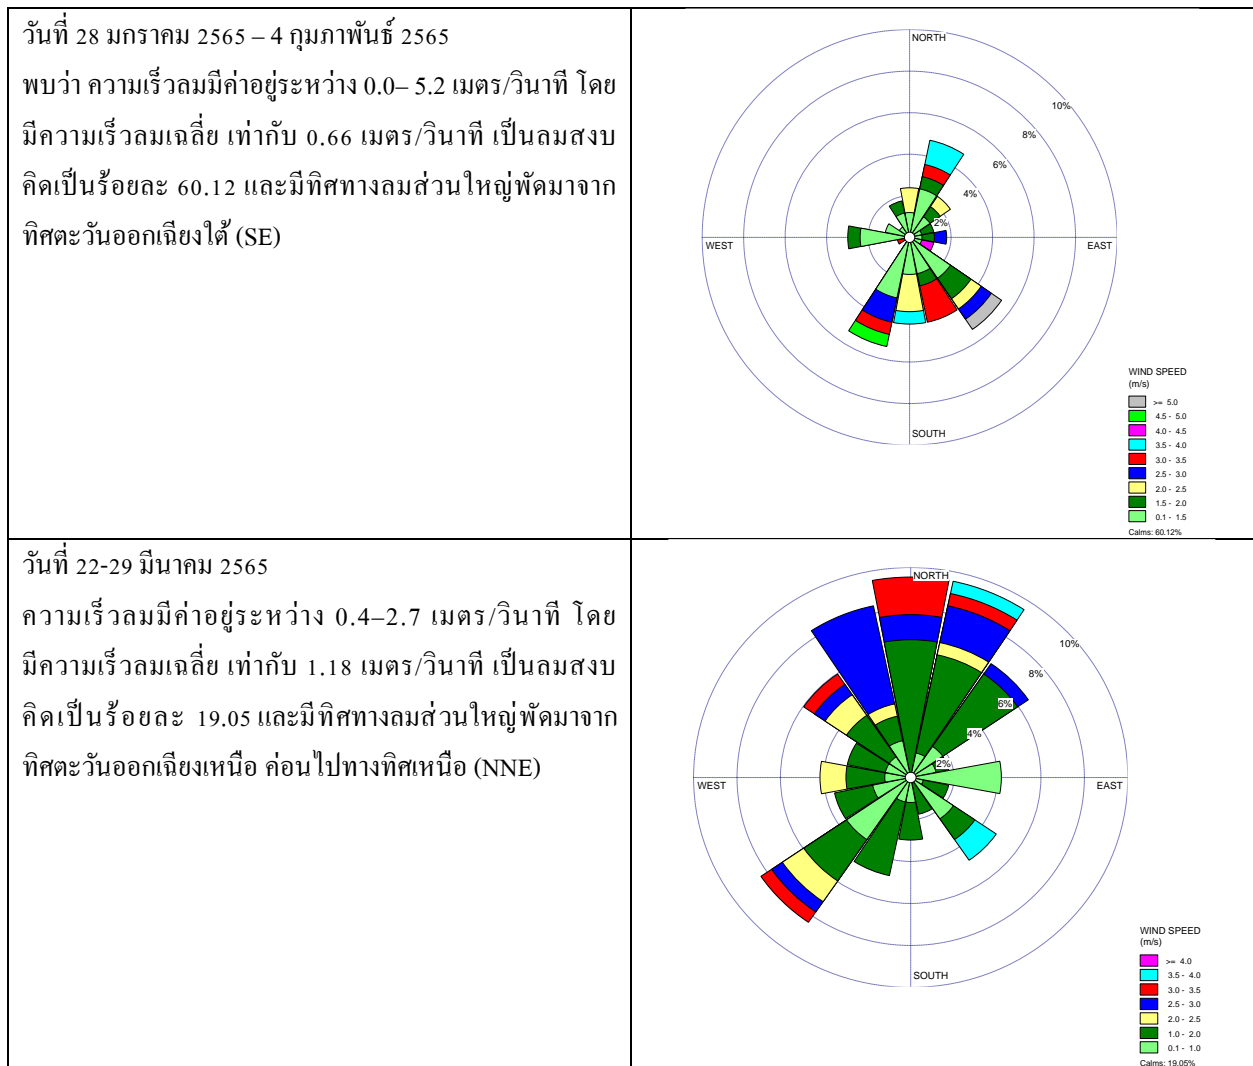 วันที่ 28 มกราคม 2565 – 4 กุมภาพันธ์ 2565
พบว่า ความเร็วลมมีค่าอยู่ระหว่าง 0.0– 5.2 เมตร/วินาที โดย
มีความเร็วลมเฉลี่ย เท่ากับ 0.66 เมตร/วินาที เป็นลมสงบ
คิดเป็นร้อยละ 60.12 และมีทิศทางลมส่วนใหญ่พัดมาจาก
ทิศตะวันออกเฉียงใต้ (SE)
NORTH
10%
8%
6%
4%
2%
WEST
EAST
SOUTH
WIND SPEED
(m/s)
>= 5.0
4.5 - 5.0
4.0 - 4.5
3.5 - 4.0
3.0 - 3.5
2.5 - 3.0
2.0 - 2.5
1.5 - 2.0
0.1 - 1.5
Calms: 60.12%
วันที่ 22-29 มีนาคม 2565
ความเร็วลมมีค่าอยู่ระหว่าง 0.4–2.7 เมตร/วินาที โดย
มีความเร็วลมเฉลี่ย เท่ากับ 1.18 เมตร/วินาที เป็นลมสงบ
คิดเป็นร้อยละ 19.05 และมีทิศทางลมส่วนใหญ่พัดมาจาก
ทิศตะวันออกเฉียงเหนือ ค่อนไปทางทิศเหนือ (NNE)
NORTH
10%
8%
6%
4%
2%
WEST
EAST
SOUTH
WIND SPEED
(m/s)
>= 4.0
3.5 - 4.0
3.0 - 3.5
2.5 - 3.0
2.0 - 2.5
1.0 - 2.0
0.1 - 1.0
Calms: 19.05%